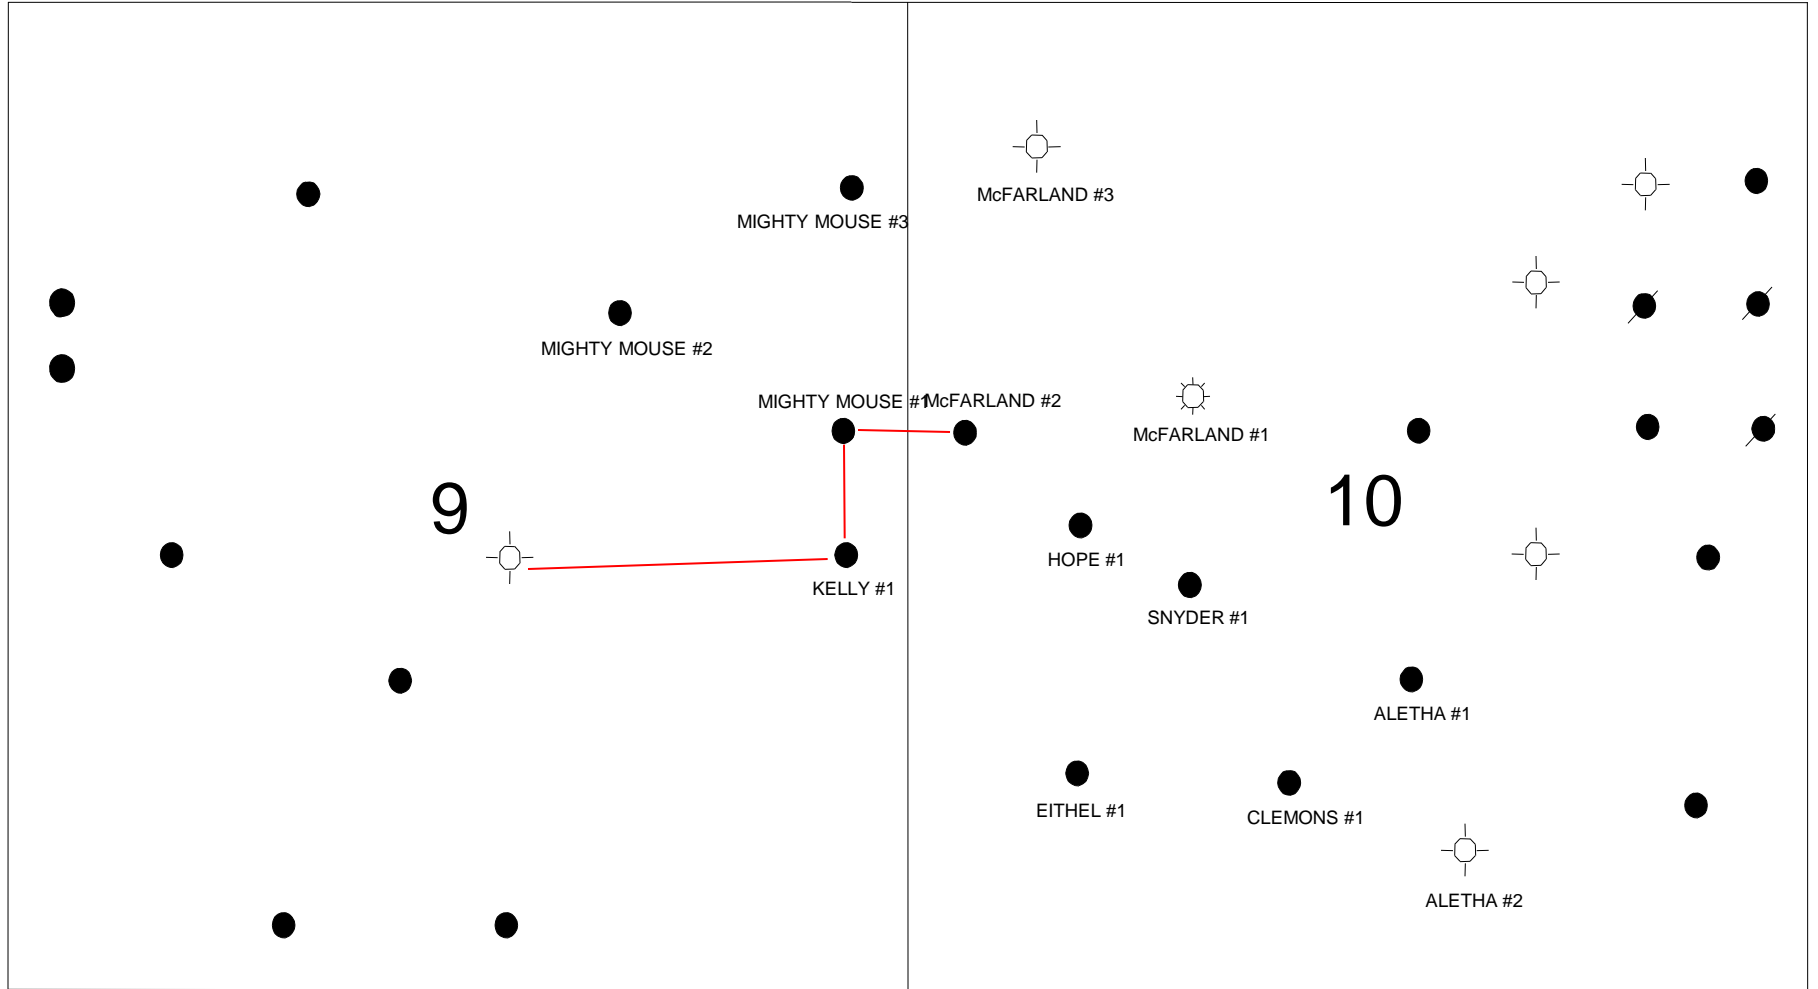 McFARLAND #3
MIGHTY MOUSE #3
MIGHTY MOUSE #2
MIGHTY MOUSE #1
McFARLAND #2
McFARLAND #1
9
10
HOPE #1
KELLY #1
SNYDER #1
ALETHA #1
EITHEL #1
CLEMONS #1
ALETHA #2